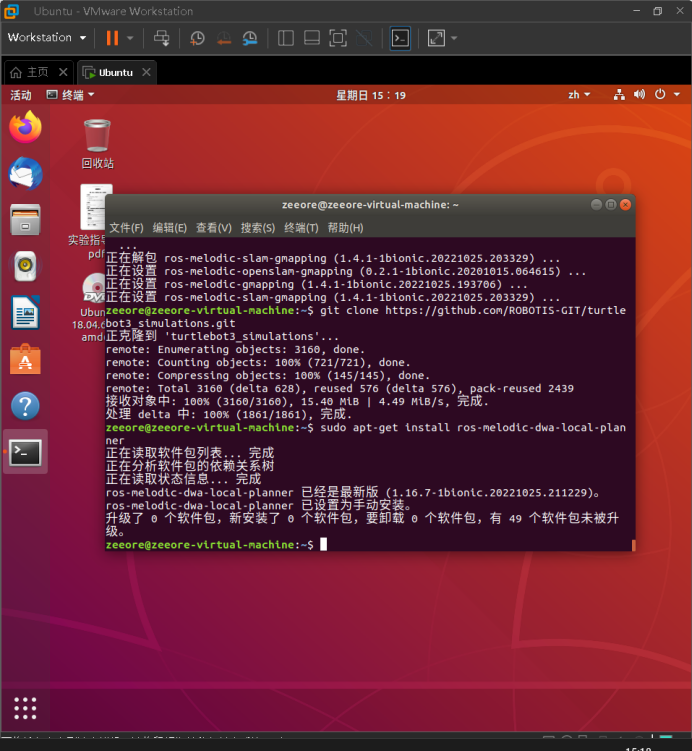 Ubuntu - VMware Workstation
Workstation
主页
Ubuntu
活动
终端
星期日 15：19
zh
回收站
实验指导
pdf
Ubun
18.04.6
amd
zeeore@zeeore-virtual-machine: ~
文件(F) 编辑(E) 查看(V) 搜索(S) 终端(T) 帮助(H)
...
正在解包 ros-melodic-slam-gmapping (1.4.1-1bionic.20221025.203329) ...
正在设置 ros-melodic-openslam-gmapping (0.2.1-1bionic.20201015.064615) ...
正在设置 ros-melodic-gmapping (1.4.1-1bionic.20221025.193706) ...
正在设置 ros-melodic-slam-gmapping (1.4.1-1bionic.20221025.203329) ...
zeeore@zeeore-virtual-machine:~$ git clone https://github.com/ROBOTIS-GIT/turtle
bot3_simulations.git
正克隆到 'turtlebot3_simulations'...
remote: Enumerating objects: 3160, done.
remote: Counting objects: 100% (721/721), done.
remote: Compressing objects: 100% (145/145), done.
remote: Total 3160 (delta 628), reused 576 (delta 576), pack-reused 2439
接收对象中: 100% (3160/3160), 15.40 MiB | 4.49 MiB/s, 完成.
处理 delta 中: 100% (1861/1861), 完成.
zeeore@zeeore-virtual-machine:~$ sudo apt-get install ros-melodic-dwa-local-plan
ner
正在读取软件包列表... 完成
正在分析软件包的依赖关系树
正在读取状态信息... 完成
ros-melodic-dwa-local-planner 已经是最新版 (1.16.7-1bionic.20221025.211229)。
ros-melodic-dwa-local-planner 已设置为手动安装。
升级了 0 个软件包，新安装了 0 个软件包，要卸载 0 个软件包，有 49 个软件包未被升
级。
zeeore@zeeore-virtual-machine:~$